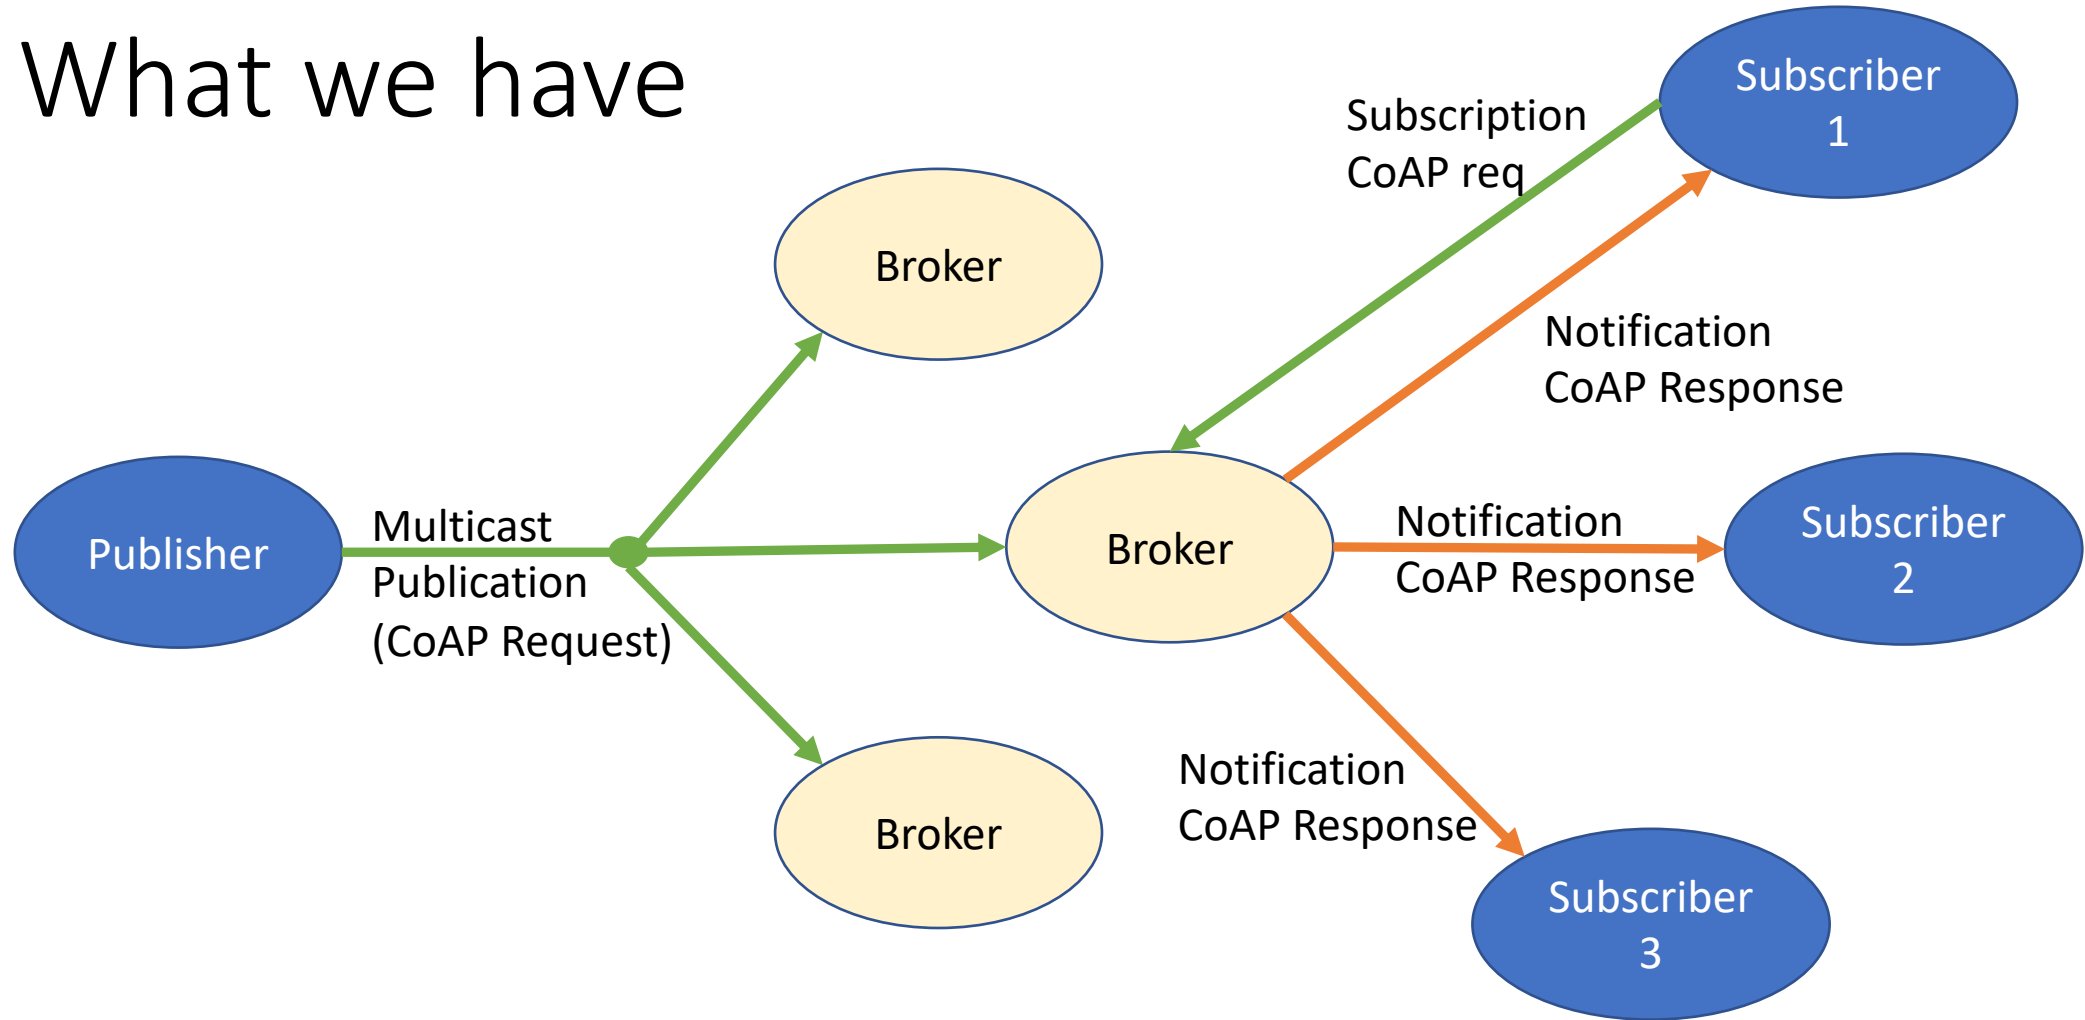 What we have
Subscriber
1
Subscription
CoAP req
Broker
Notification
CoAP Response
Publisher
Multicast
Publication
(CoAP Request)
Broker
Notification
CoAP Response
Subscriber
2
Notification
CoAP Response
Broker
Subscriber
3